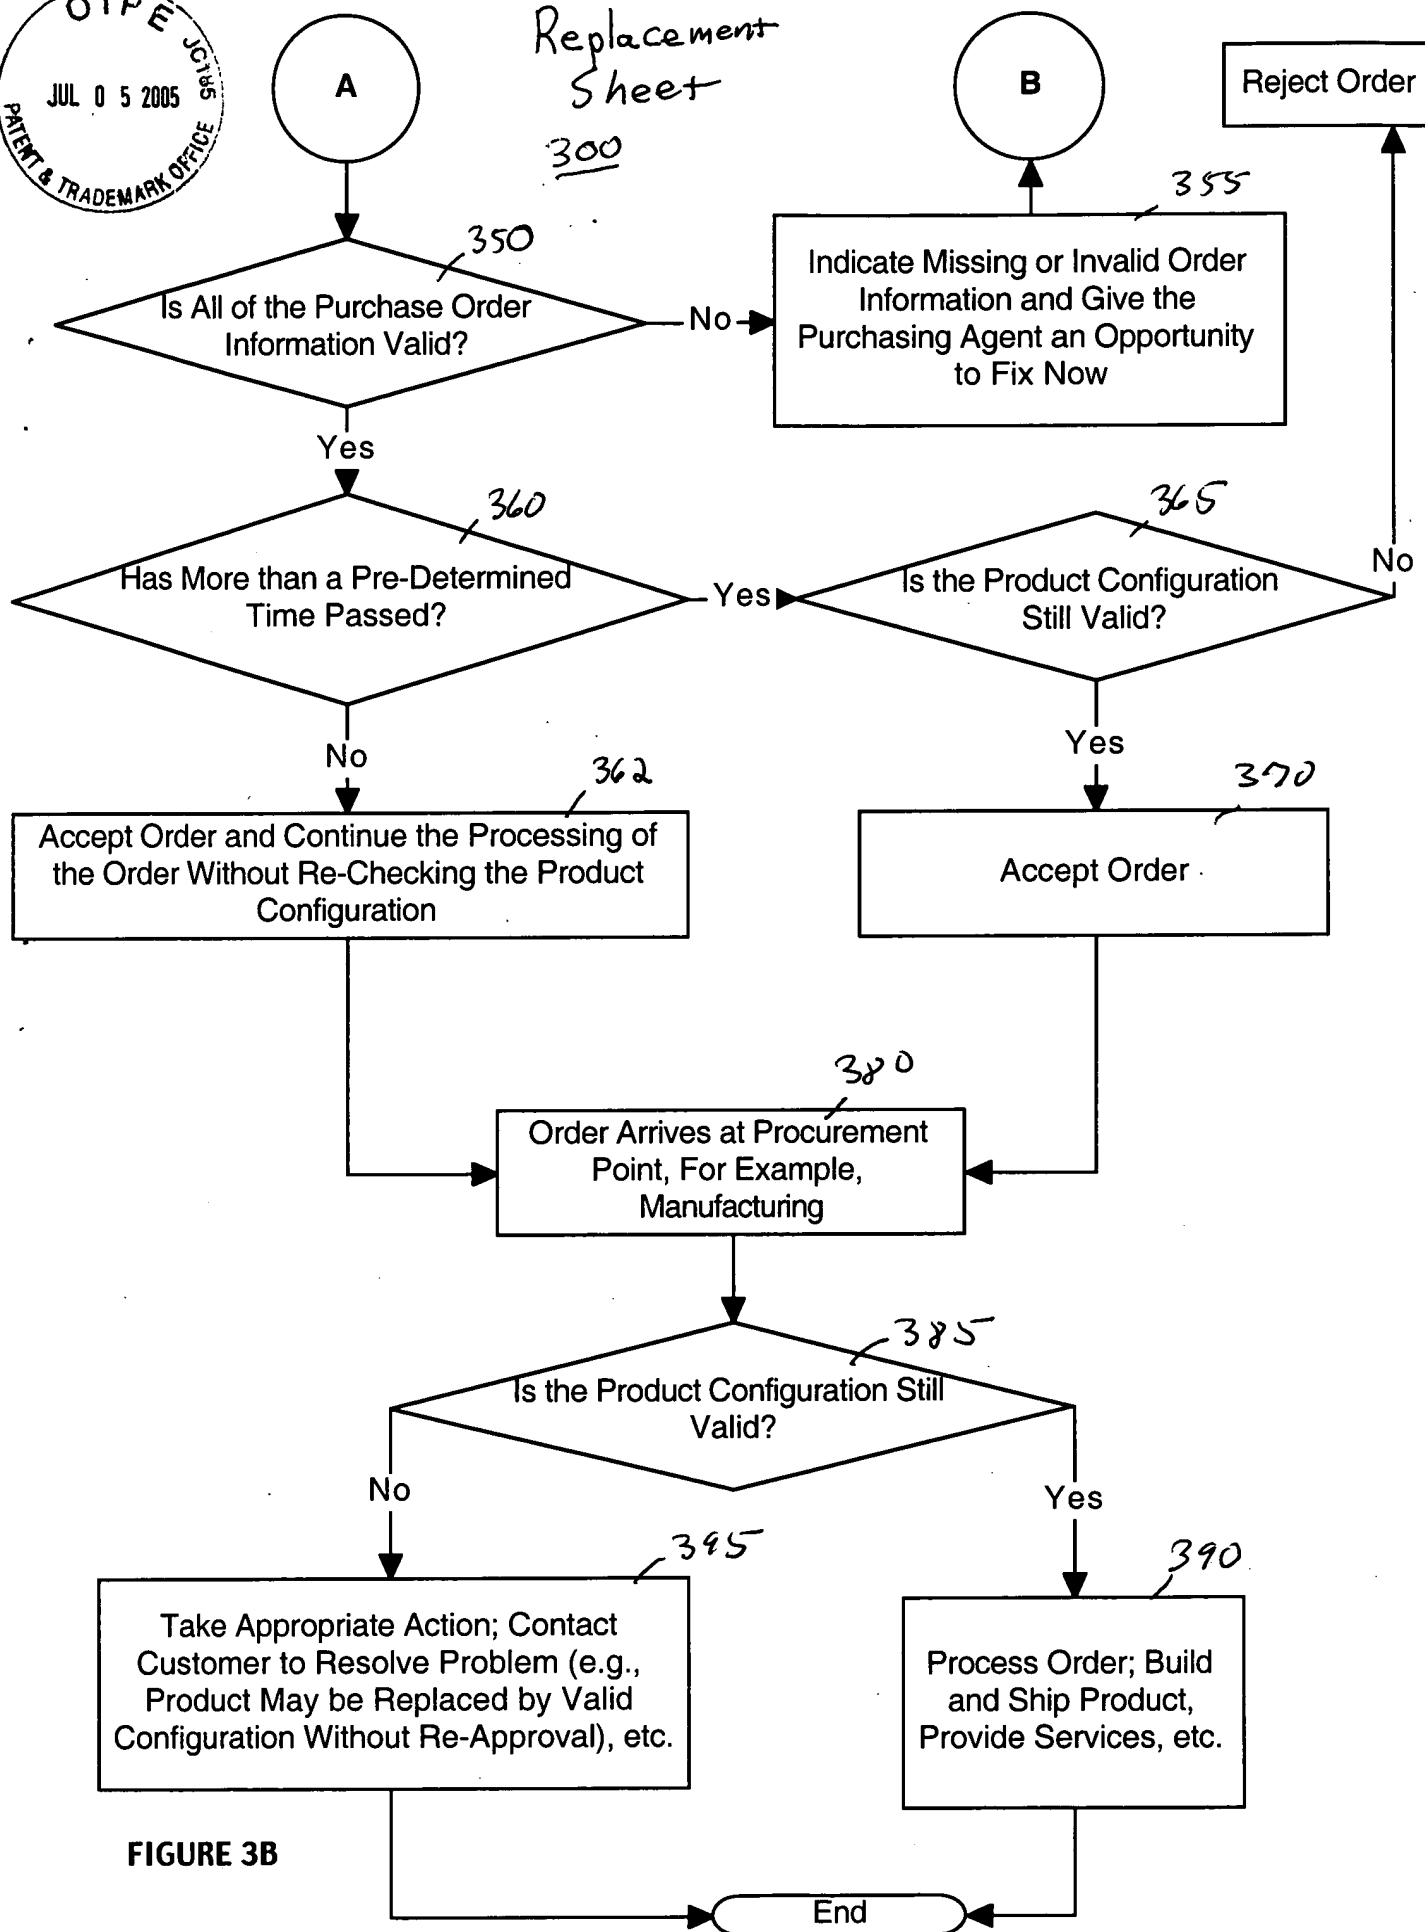 OIPE JC185
JUL 0 5 2005
PATENT & TRADEMARK OFFICE
A
Replacement
Sheet
300
B
Reject Order
350
Is All of the Purchase Order
Information Valid?
No
355
Indicate Missing or Invalid Order
Information and Give the
Purchasing Agent an Opportunity
to Fix Now
Yes
360
Has More than a Pre-Determined
Time Passed?
Yes
365
Is the Product Configuration
Still Valid?
No
No
362
Accept Order and Continue the Processing of
the Order Without Re-Checking the Product
Configuration
Yes
370
Accept Order
380
Order Arrives at Procurement
Point, For Example,
Manufacturing
385
Is the Product Configuration Still
Valid?
No
Yes
395
Take Appropriate Action; Contact
Customer to Resolve Problem (e.g.,
Product May be Replaced by Valid
Configuration Without Re-Approval), etc.
390
Process Order; Build
and Ship Product,
Provide Services, etc.
FIGURE 3B
End